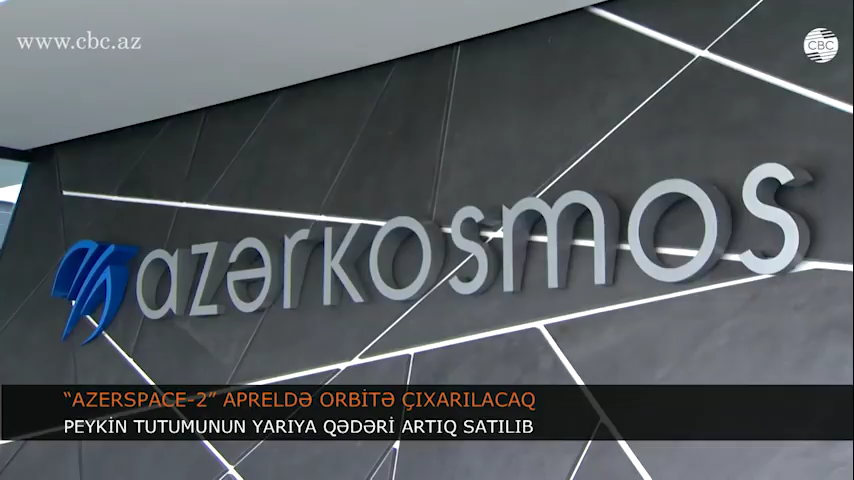 www.cbc.az
CBC
azərkosmos
“AZERSPACE-2” APRELDƏ ORBİTƏ ÇIXARILACAQ
PEYKİN TUTUMUNUN YARIYA QƏDƏRİ ARTIQ SATILIB